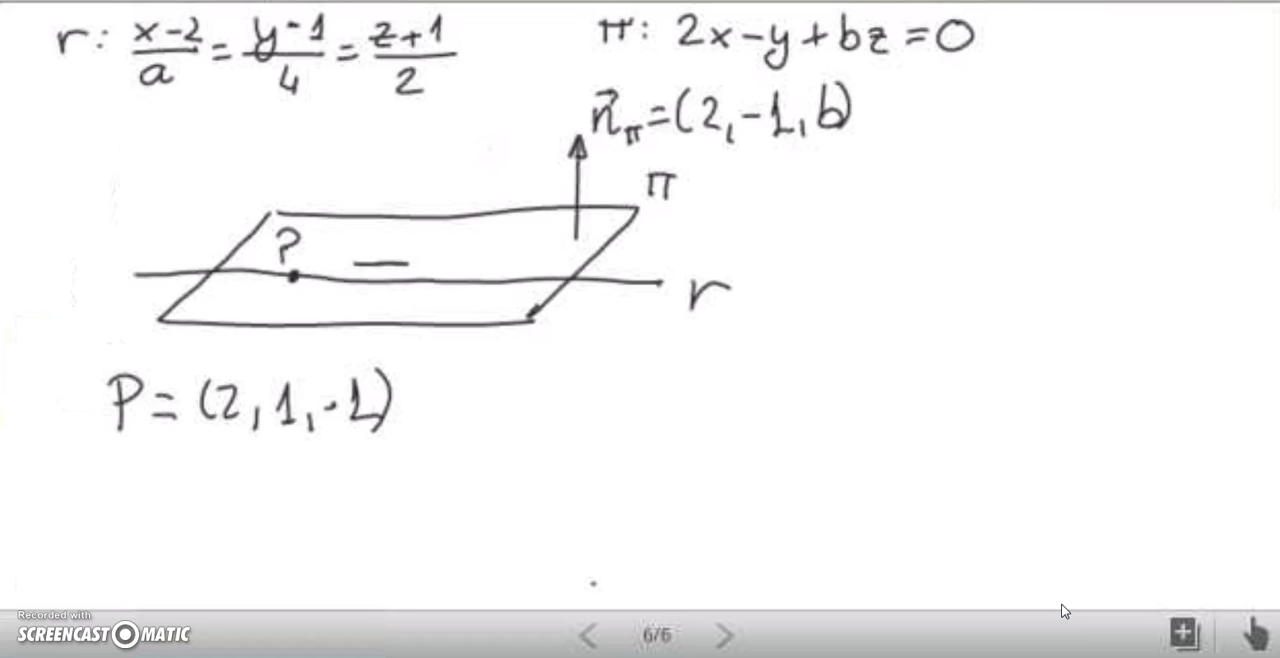 r: x-2/a = y-1/4 = z+1/2
π: 2x-y+bz=0
n⃗π=(2,-1,b)
π
P
r
P=(2,1,-1)
Recorded with
SCREENCAST-O-MATIC
6/6